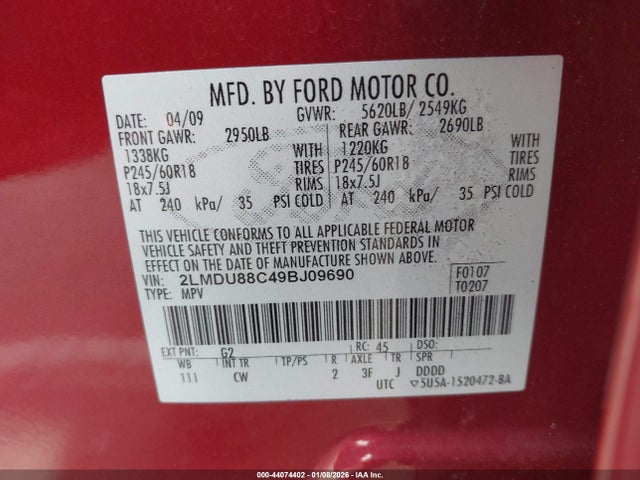 MFD. BY FORD MOTOR CO.
DATE: 04/09 GVWR: 5620LB/ 2549KG
FRONT GAWR: 2950LB REAR GAWR: 2690LB
1338KG WITH 1220KG WITH
P245/60R18 TIRES P245/60R18 TIRES
18x7.5J RIMS 18x7.5J RIMS
AT 240 kPa/ 35 PSI COLD AT 240 kPa/ 35 PSI COLD
THIS VEHICLE CONFORMS TO ALL APPLICABLE FEDERAL MOTOR
VEHICLE SAFETY AND THEFT PREVENTION STANDARDS IN
EFFECT ON THE DATE OF MANUFACTURE SHOWN ABOVE.
VIN: 2LMDU88C49BJ09690 F0107
TYPE: MPV T0207
EXT PNT: G2 RC: 45 DSO:
WB INT TR TP/PS R AXLE TR SPR
111 CW 2 3F J DDDD
UTC ▽5U5A-1520472-BA
000-44074402 - 01/08/2026 - IAA Inc.